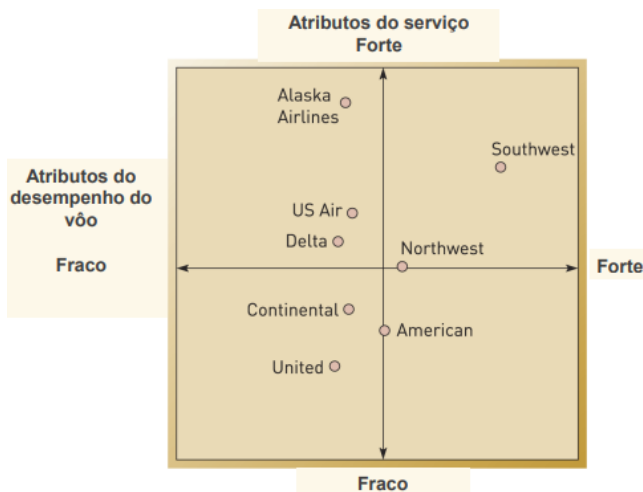 Atributos do serviço
Forte
Alaska
Airlines
Southwest
Atributos do
desempenho do
vôo
US Air
Delta
Northwest
Fraco
Forte
Continental
American
United
Fraco